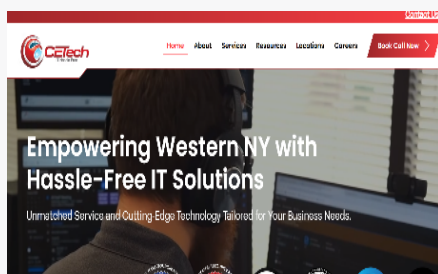 Contact Us
CETech
Home About Services Resources Locations Careers Book Call Now
Empowering Western NY with
Hassle-Free IT Solutions
Unmatched Service and Cutting-Edge Technology Tailored for Your Business Needs.